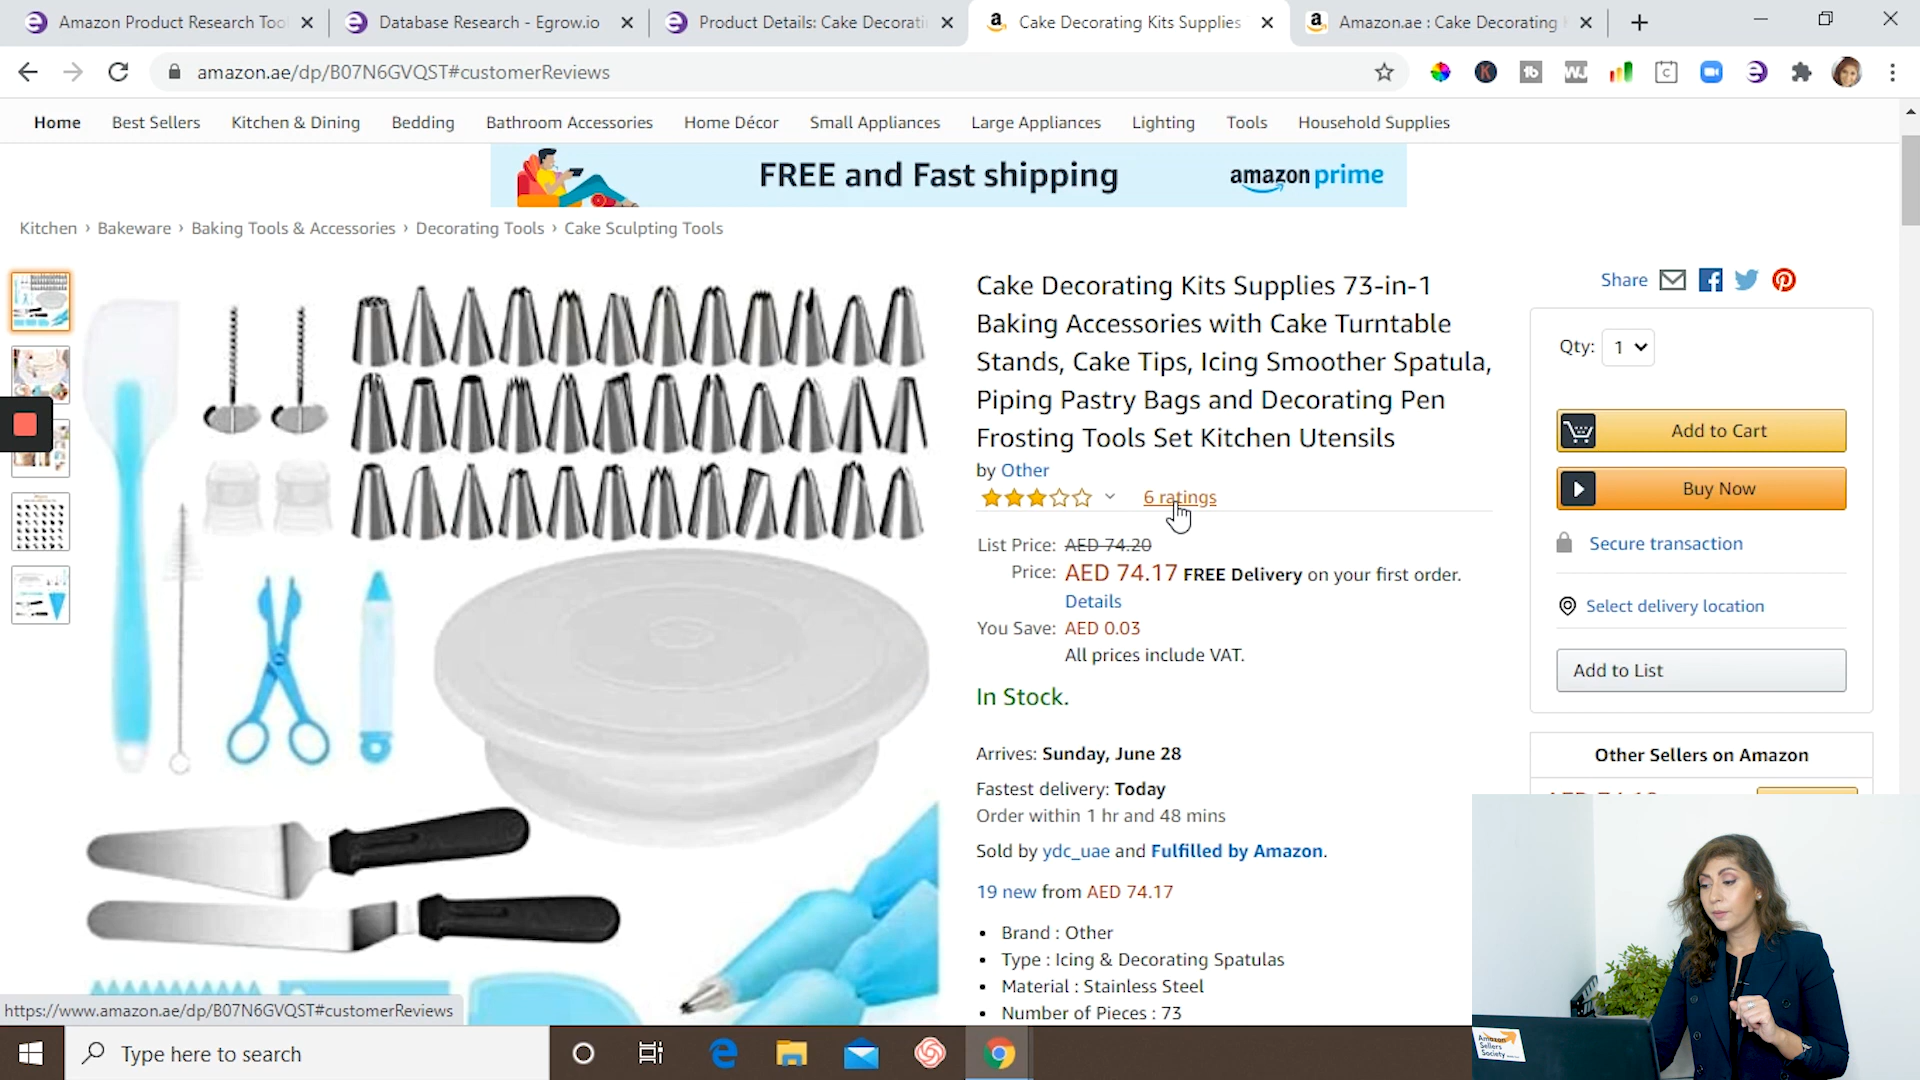 Amazon Product Research Too
Database Research - Egrow.io
Product Details: Cake Decorati
Cake Decorating Kits Supplies
Amazon.ae : Cake Decorating
amazon.ae/dp/B07N6GVQST#customerReviews
Home Best Sellers Kitchen & Dining Bedding Bathroom Accessories Home Décor Small Appliances Large Appliances Lighting Tools Household Supplies
FREE and Fast shipping amazon prime
Kitchen › Bakeware › Baking Tools & Accessories › Decorating Tools › Cake Sculpting Tools
Cake Decorating Kits Supplies 73-in-1
Baking Accessories with Cake Turntable
Stands, Cake Tips, Icing Smoother Spatula,
Piping Pastry Bags and Decorating Pen
Frosting Tools Set Kitchen Utensils
by Other
6 ratings
List Price: AED 74.20
Price: AED 74.17 FREE Delivery on your first order.
Details
You Save: AED 0.03
All prices include VAT.
In Stock.
Arrives: Sunday, June 28
Fastest delivery: Today
Order within 1 hr and 48 mins
Sold by ydc_uae and Fulfilled by Amazon.
19 new from AED 74.17
• Brand : Other
• Type : Icing & Decorating Spatulas
• Material : Stainless Steel
• Number of Pieces : 73
Share
Qty: 1
Add to Cart
Buy Now
Secure transaction
Select delivery location
Add to List
Other Sellers on Amazon
Amazon
Sellers
Society
https://www.amazon.ae/dp/B07N6GVQST#customerReviews
Type here to search